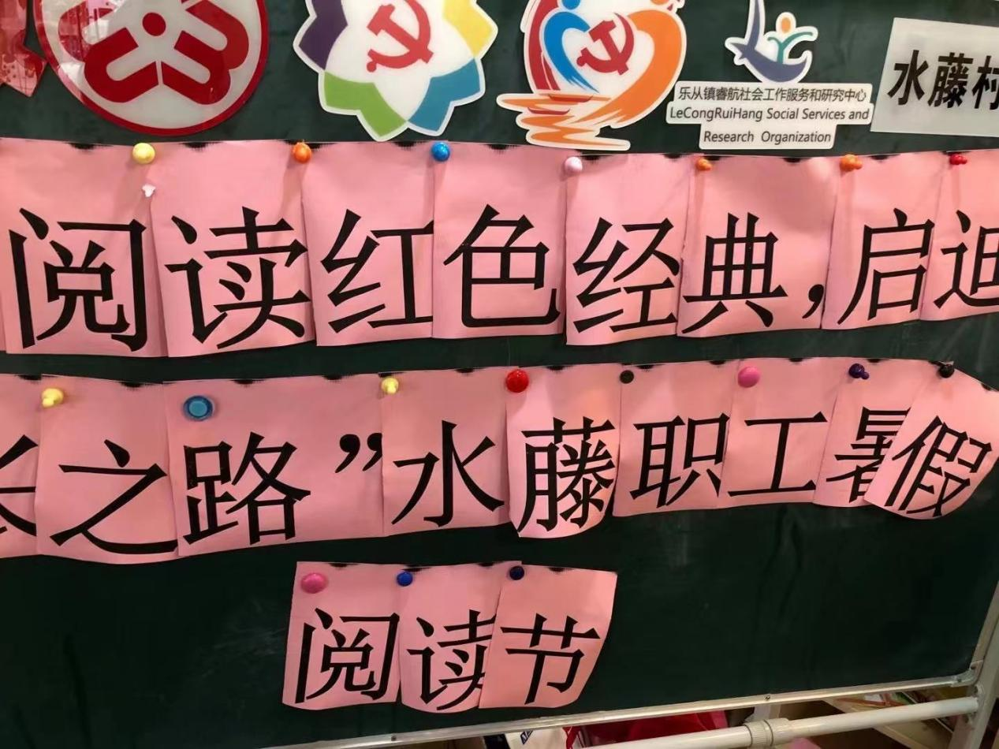 乐从镇睿航社会工作服务和研究中心
LeCongRuiHang Social Services and
Research Organization
水藤村
阅读红色经典，启迪
长之路”水藤职工暑假
阅读节